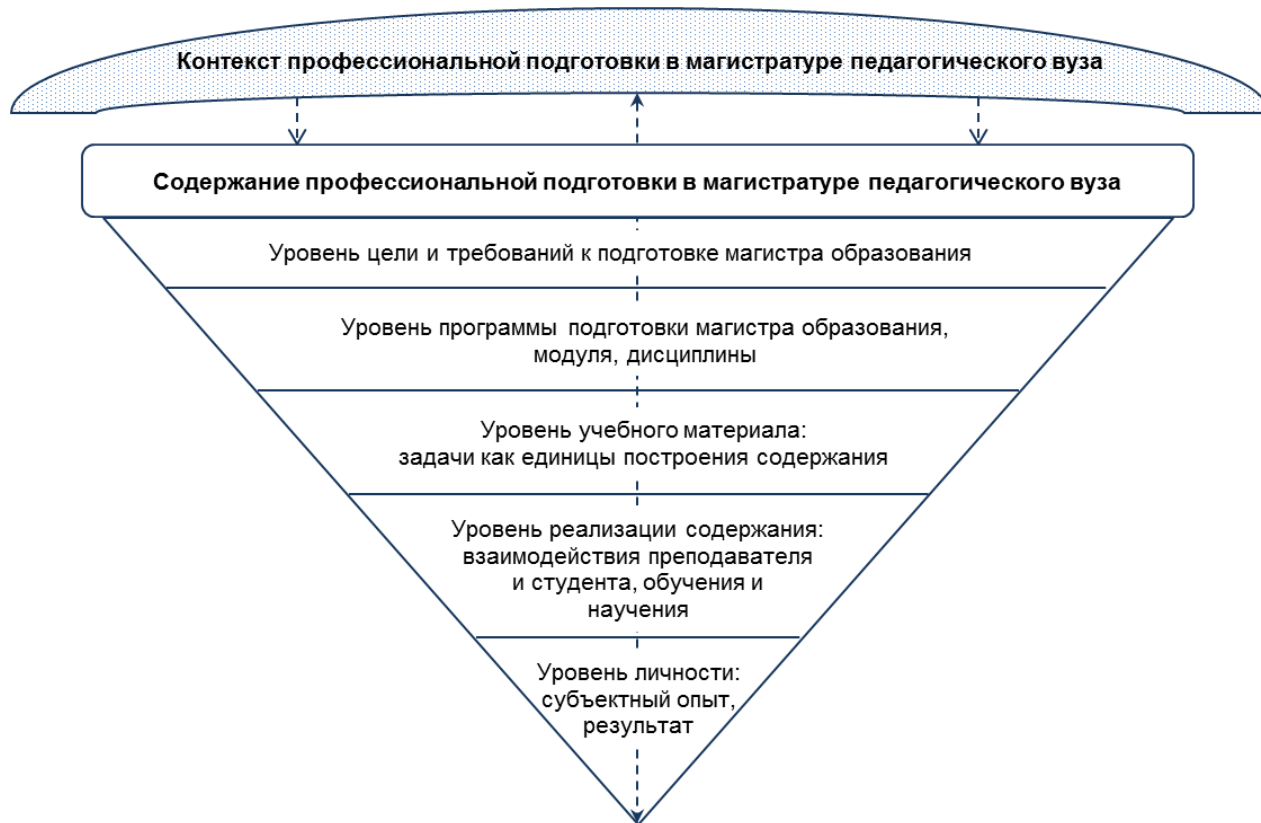 Контекст профессиональной подготовки в магистратуре педагогического вуза
Содержание профессиональной подготовки в магистратуре педагогического вуза
Уровень цели и требований к подготовке магистра образования
Уровень программы подготовки магистра образования,
модуля, дисциплины
Уровень учебного материала:
задачи как единицы построения содержания
Уровень реализации содержания:
взаимодействия преподавателя
и студента, обучения и
научения
Уровень личности:
субъектный опыт,
результат